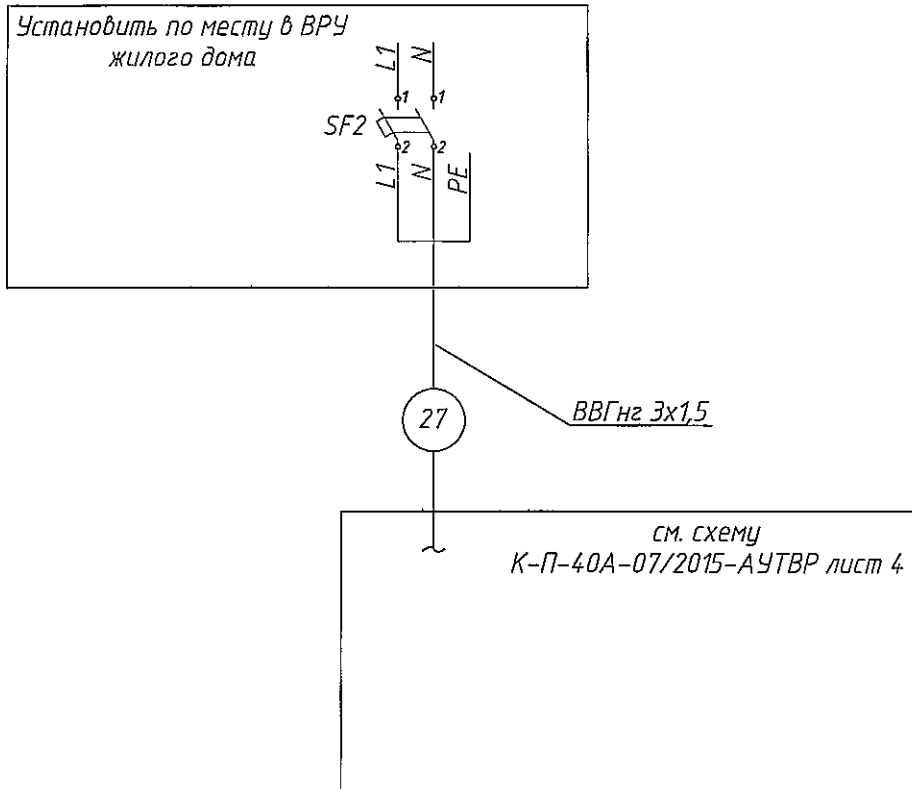 Установить по месту в ВРУ
жилого дома
L1 N
1 1
SF2
2 2
L1 N PE
27
ВВГнг 3х1,5
см. схему
К-П-40А-07/2015-АУТВР лист 4